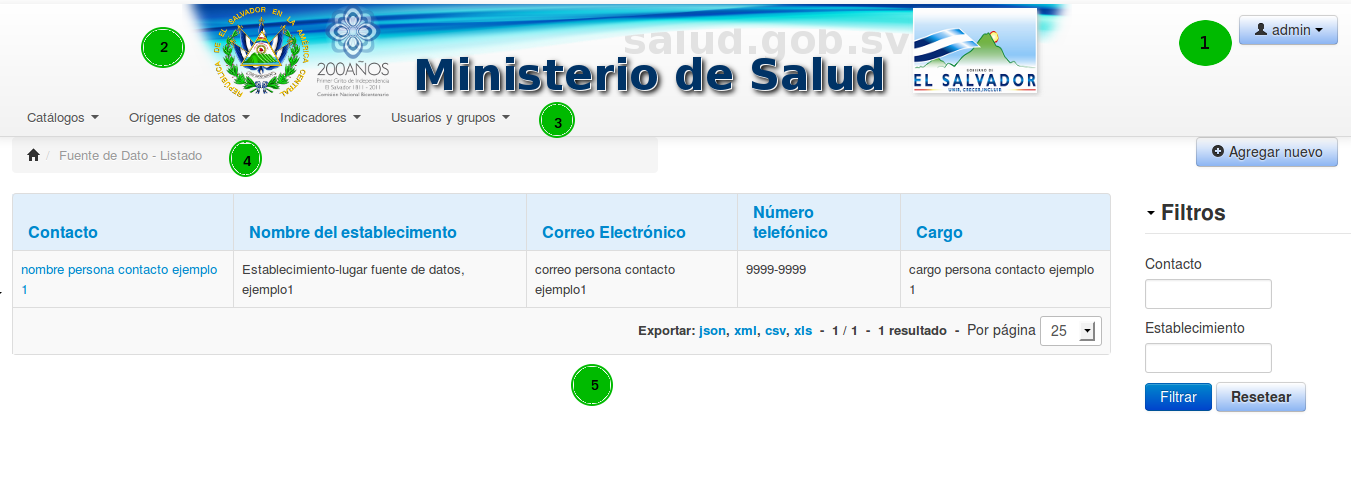 2
REPÚBLICA DE EL SALVADOR EN LA AMÉRICA CENTRAL
200AÑOS
Primer Grito de Independencia
El Salvador 1811 - 2011
Comisión Nacional Bicentenario
salud.gob.sv
Ministerio de Salud
GOBIERNO DE
EL SALVADOR
UNIR, CRECER, INCLUIR
1
admin
Catálogos
Orígenes de datos
Indicadores
Usuarios y grupos
3
/ Fuente de Dato - Listado
4
Agregar nuevo
Contacto
Nombre del establecimento
Correo Electrónico
Número
telefónico
Cargo
nombre persona contacto ejemplo
1
Establecimiento-lugar fuente de datos,
ejemplo1
correo persona contacto
ejemplo1
9999-9999
cargo persona contacto ejemplo
1
Exportar: json, xml, csv, xls - 1 / 1 - 1 resultado - Por página 25
5
Filtros
Contacto
Establecimiento
Filtrar
Resetear